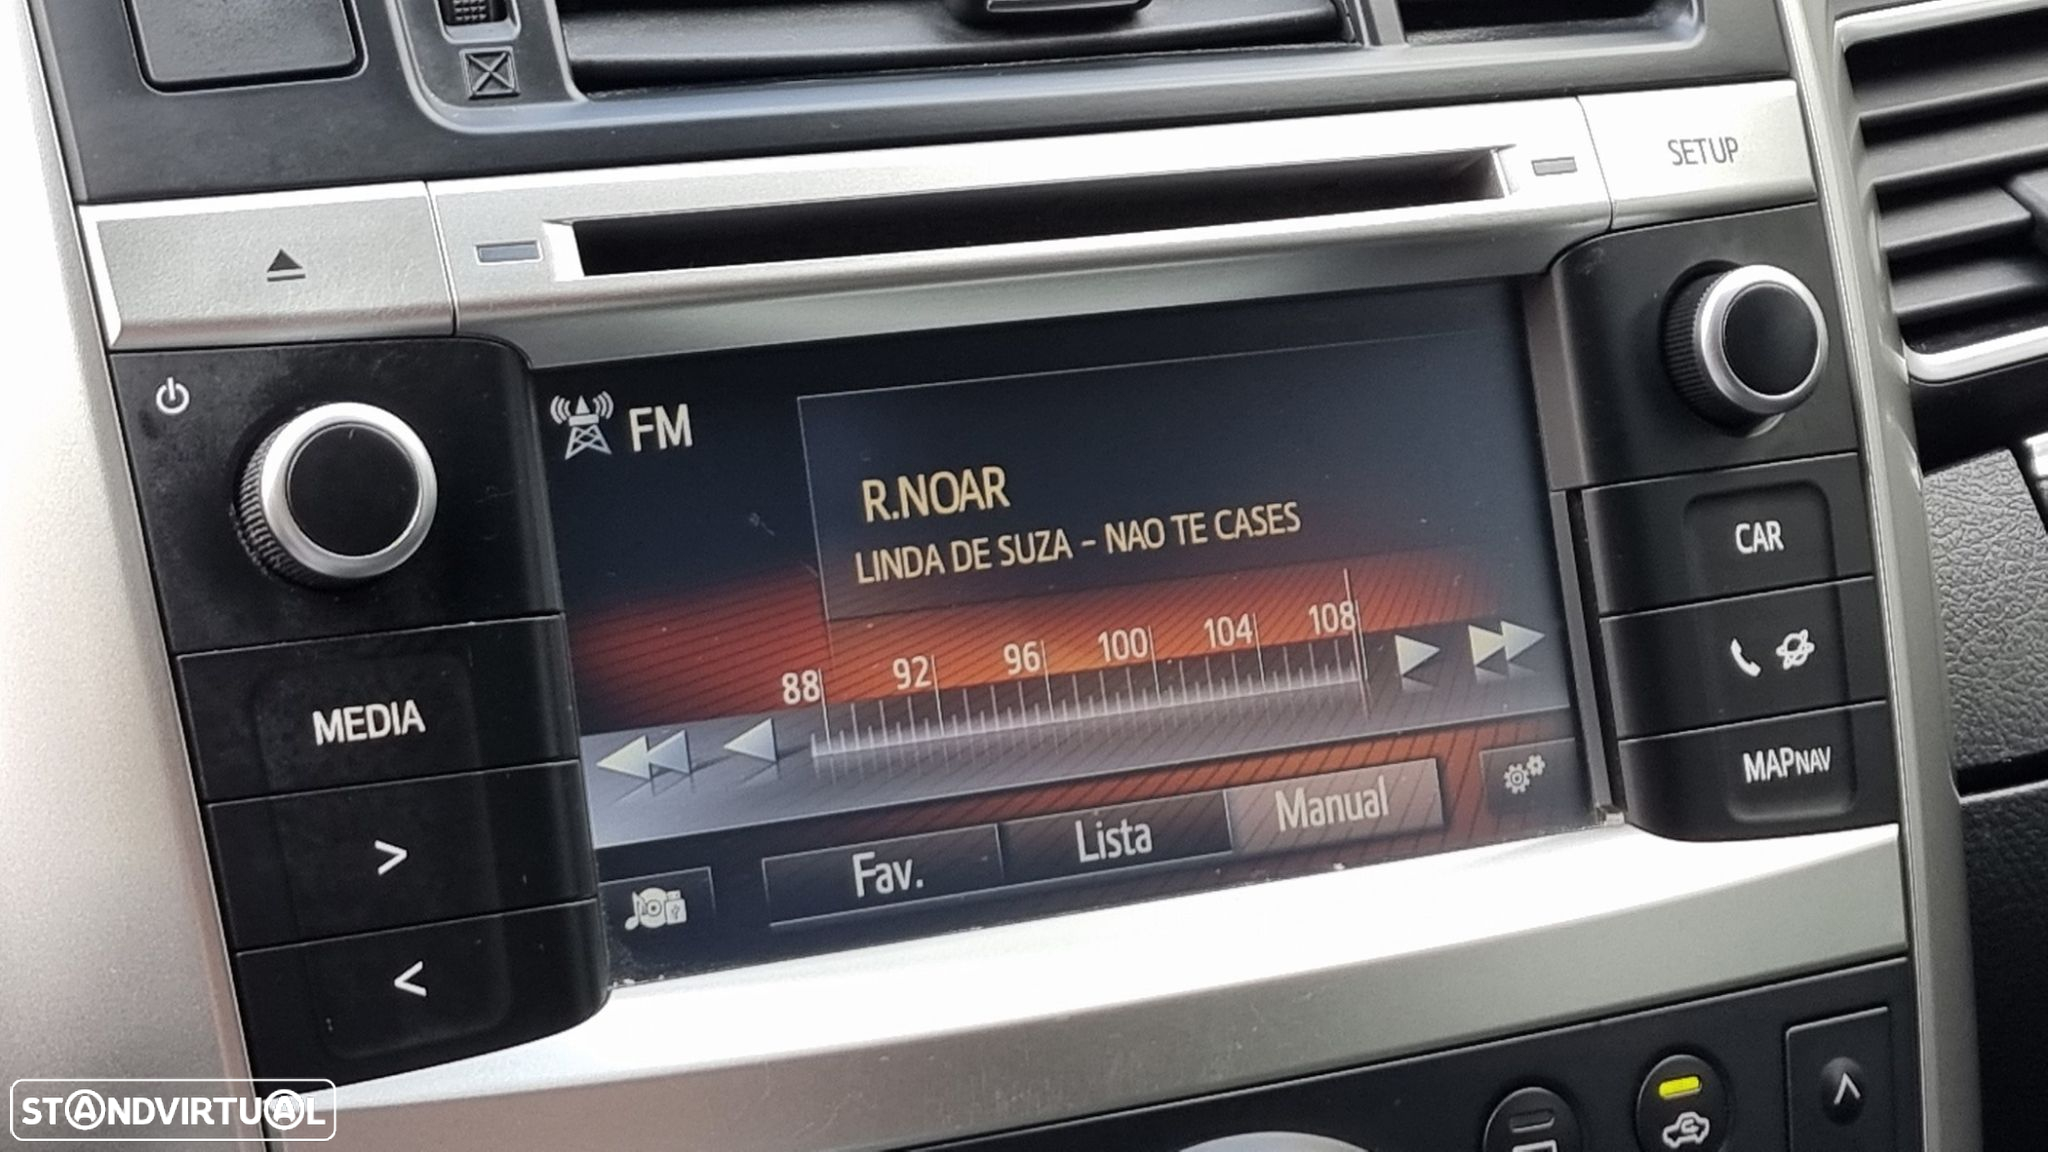 SETUP
FM
R.NOAR
LINDA DE SUZA - NAO TE CASES
88 92 96 100 104 108
Fav. Lista Manual
MEDIA
>
<
CAR
MAPNAV
STANDVIRTUAL